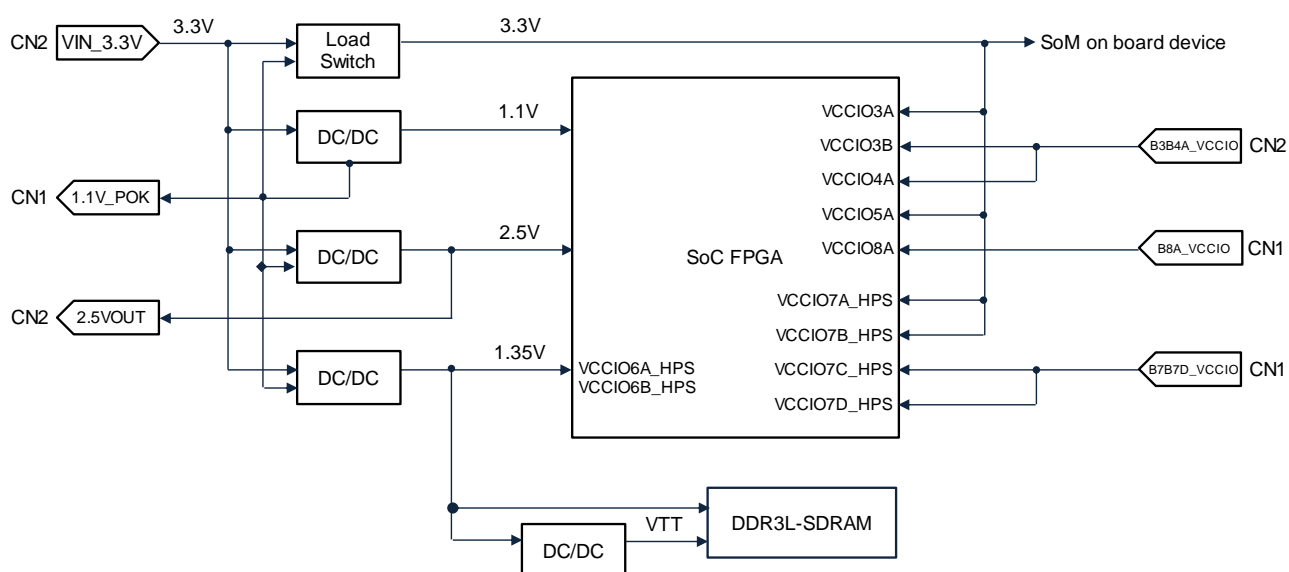 CN2
VIN_3.3V
3.3V
Load
Switch
3.3V
SoM on board device
DC/DC
1.1V
VCCIO3A
VCCIO3B
B3B4A_VCCIO
CN2
CN1
1.1V_POK
VCCIO4A
VCCIO5A
DC/DC
2.5V
SoC FPGA
VCCIO8A
B8A_VCCIO
CN1
CN2
2.5VOUT
VCCIO7A_HPS
VCCIO7B_HPS
DC/DC
1.35V
VCCIO6A_HPS
VCCIO6B_HPS
VCCIO7C_HPS
B7B7D_VCCIO
CN1
VCCIO7D_HPS
DC/DC
VTT
DDR3L-SDRAM